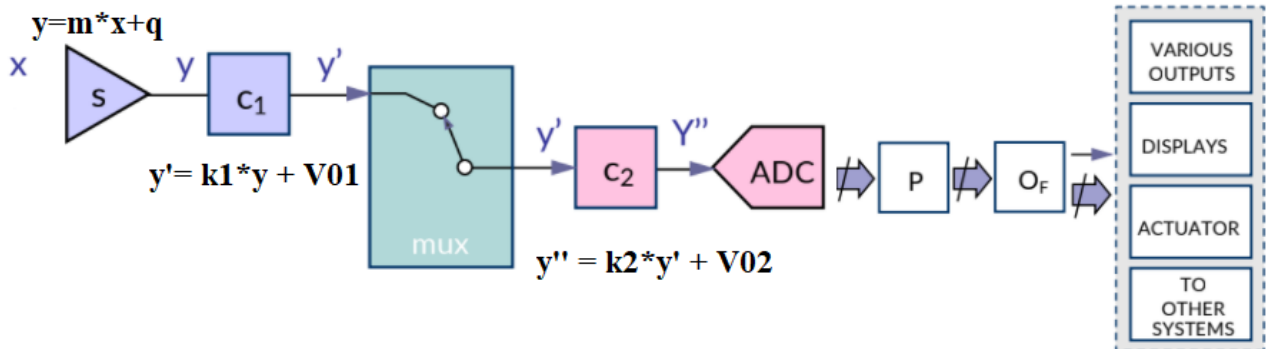 y=m*x+q
x
s
y
c1
y'
y'= k1*y + V01
mux
y'
c2
Y"
y" = k2*y' + V02
ADC
P
OF
VARIOUS
OUTPUTS
DISPLAYS
ACTUATOR
TO
OTHER
SYSTEMS